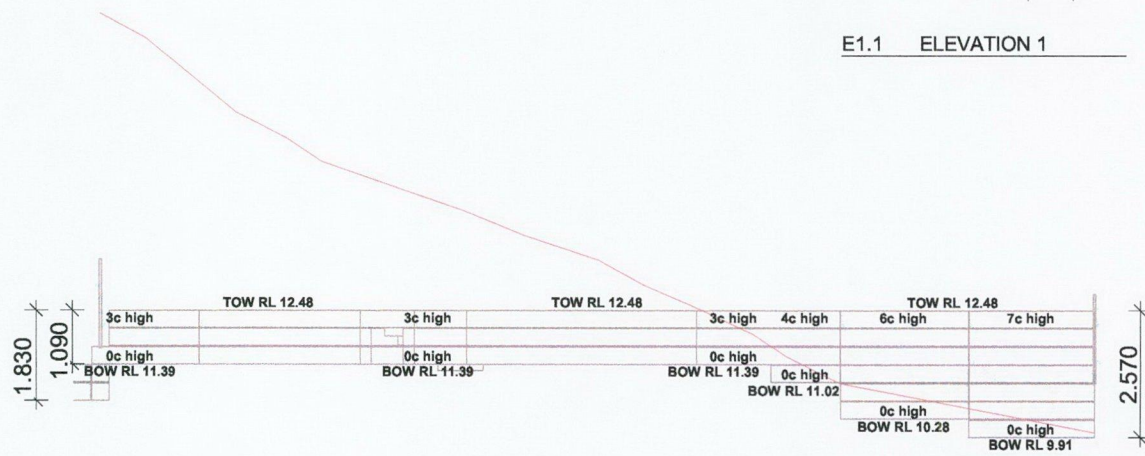 E1.1 ELEVATION 1
TOW RL 12.48
TOW RL 12.48
TOW RL 12.48
3c high
3c high
3c high
4c high
6c high
7c high
1.830
1.090
2.570
0c high
0c high
0c high
BOW RL 11.39
BOW RL 11.39
BOW RL 11.39
0c high
BOW RL 11.02
0c high
BOW RL 10.28
0c high
BOW RL 9.91